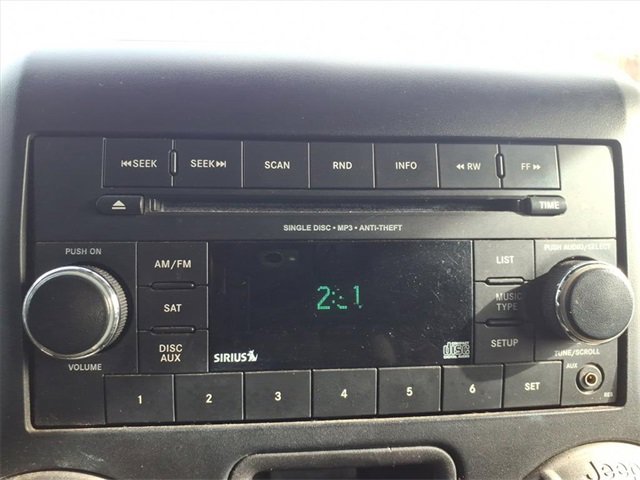 SEEK SEEK SCAN RND INFO RW FF
TIME
SINGLE DISC • MP3 • ANTI-THEFT
PUSH ON
PUSH AUDIO/SELECT
AM/FM
LIST
SAT
MUSIC
TYPE
DISC
AUX
SIRIUS
SETUP
VOLUME
TUNE/SCROLL
AUX
1 2 3 4 5 6 SET
Jeep